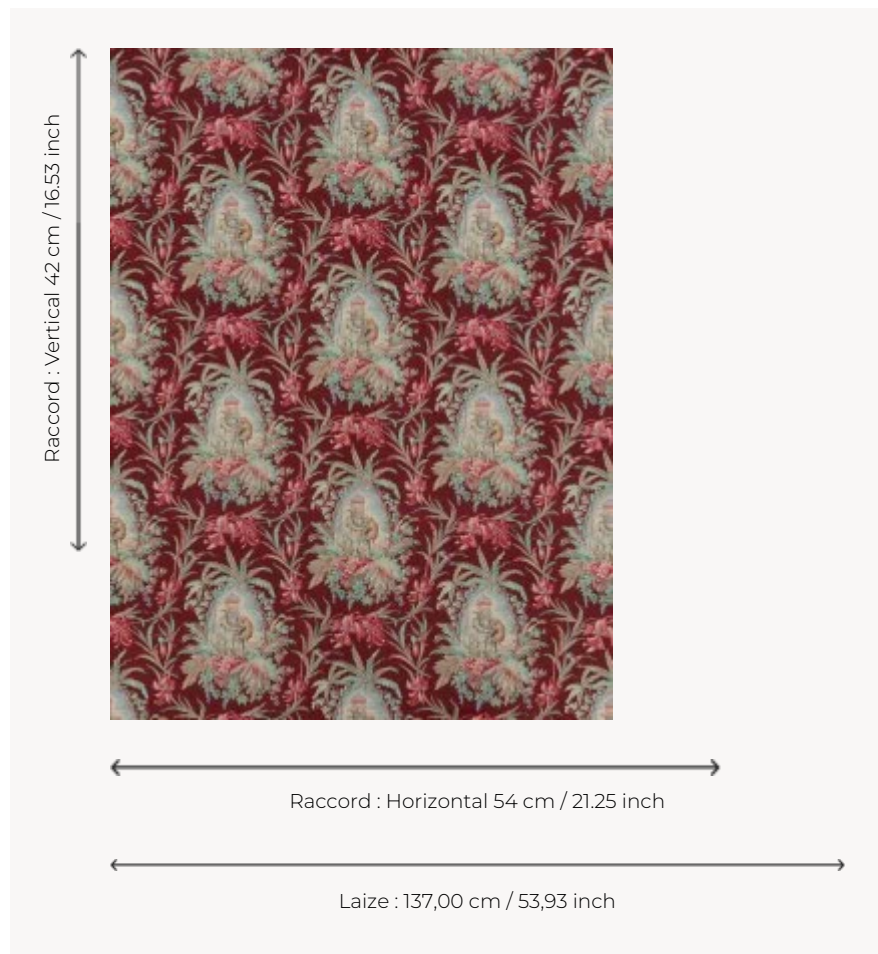 Raccord : Vertical 42 cm / 16.53 inch
Raccord : Horizontal 54 cm / 21.25 inch
Laize : 137,00 cm / 53,93 inch